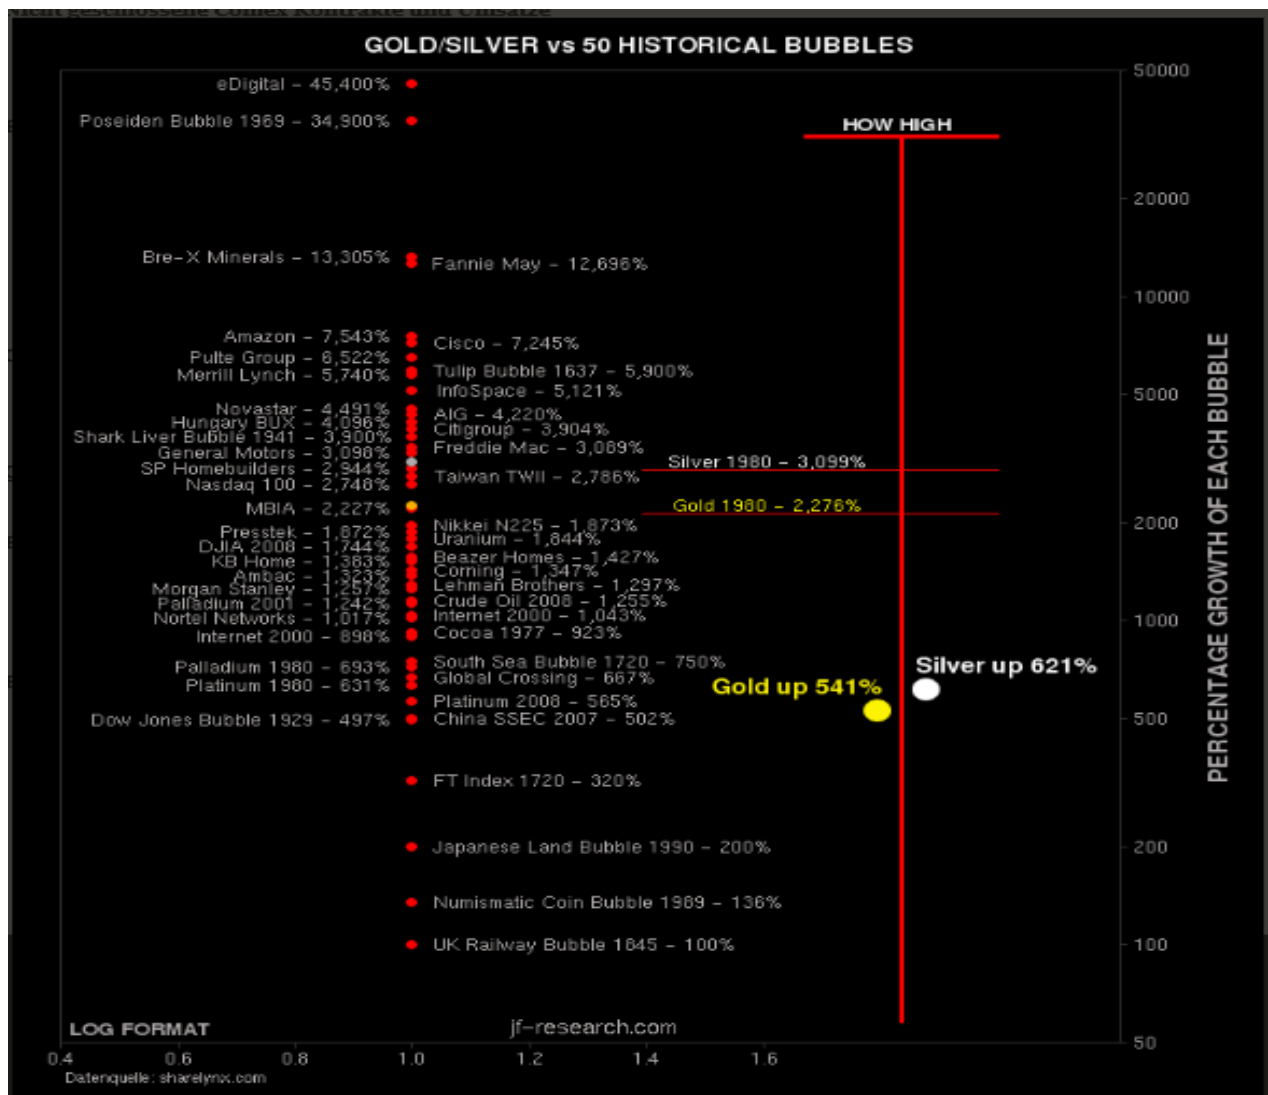 Nicht geschlossene Comex Kontrakte und Umsätze
GOLD/SILVER vs 50 HISTORICAL BUBBLES
eDigital - 45,400%
Poseiden Bubble 1969 - 34,900%
Bre-X Minerals - 13,305%
Fannie May - 12,696%
Amazon - 7,543%
Cisco - 7,245%
Pulte Group - 6,522%
Tulip Bubble 1637 - 5,900%
Merrill Lynch - 5,740%
InfoSpace - 5,121%
Novastar - 4,491%
AIG - 4,220%
Hungary BUX - 4,096%
Citigroup - 3,904%
Shark Liver Bubble 1941 - 3,900%
Freddie Mac - 3,089%
General Motors - 3,098%
SP Homebuilders - 2,944%
Taiwan TWII - 2,786%
Nasdaq 100 - 2,748%
MBIA - 2,227%
Nikkei N225 - 1,873%
Presstek - 1,872%
Uranium - 1,844%
DJIA 2008 - 1,744%
Beazer Homes - 1,427%
KB Home - 1,383%
Corning - 1,347%
Ambac - 1,323%
Lehman Brothers - 1,297%
Morgan Stanley - 1,257%
Crude Oil 2008 - 1,255%
Palladium 2001 - 1,242%
Internet 2000 - 1,043%
Nortel Networks - 1,017%
Cocoa 1977 - 923%
Internet 2000 - 898%
South Sea Bubble 1720 - 750%
Palladium 1980 - 693%
Global Crossing - 667%
Platinum 1980 - 631%
Platinum 2008 - 565%
Dow Jones Bubble 1929 - 497%
China SSEC 2007 - 502%
FT Index 1720 - 320%
Japanese Land Bubble 1990 - 200%
Numismatic Coin Bubble 1989 - 136%
UK Railway Bubble 1845 - 100%
HOW HIGH
Silver 1980 - 3,099%
Gold 1980 - 2,276%
Silver up 621%
Gold up 541%
50000
20000
10000
5000
2000
1000
500
200
100
50
PERCENTAGE GROWTH OF EACH BUBBLE
LOG FORMAT
jf-research.com
0.4
0.6
0.8
1.0
1.2
1.4
1.6
Datenquelle: sharelynx.com